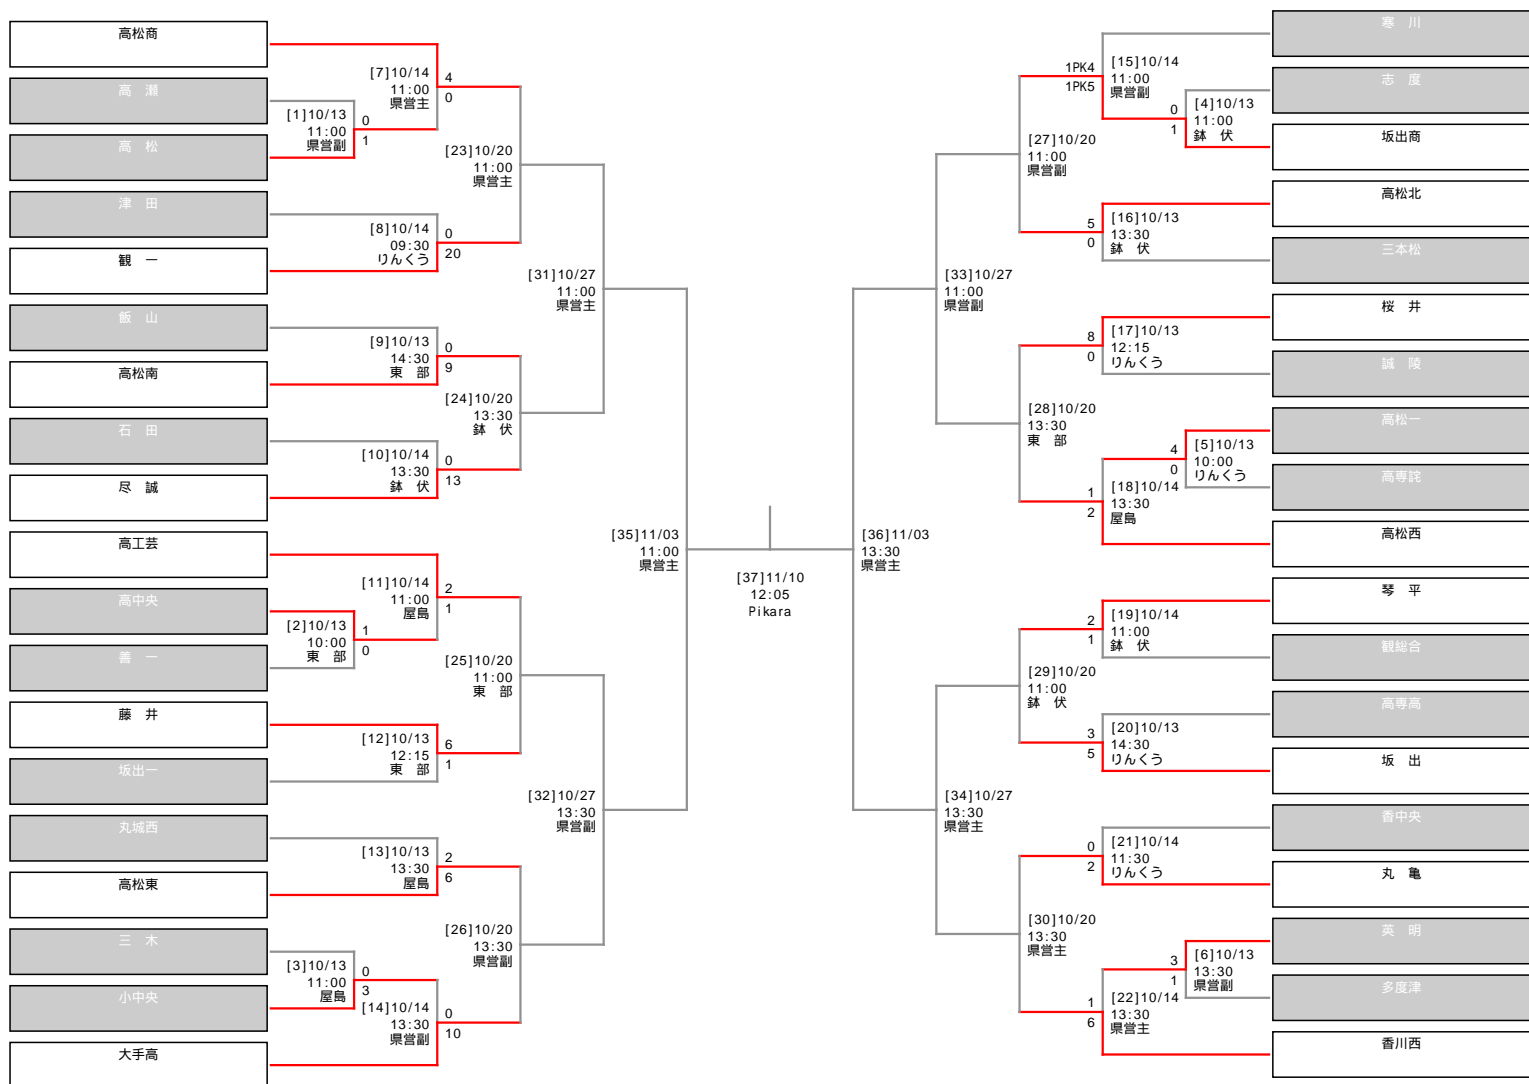 高松商
高 瀬
高 松
津 田
観 一
飯 山
高松南
石 田
尽 誠
高工芸
高中央
善 一
藤 井
坂出一
丸城西
高松東
三 木
小中央
大手高
[1]10/13
11:00
県営副
0
1
[2]10/13
10:00
東 部
1
0
[3]10/13
11:00
屋島
0
3
[7]10/14
11:00
県営主
4
0
[8]10/14
09:30
りんくう
0
20
[9]10/13
14:30
東 部
0
9
[10]10/14
13:30
鉢 伏
0
13
[11]10/14
11:00
屋島
2
1
[12]10/13
12:15
東 部
6
1
[13]10/13
13:30
屋島
2
6
[14]10/14
13:30
県営副
0
10
[23]10/20
11:00
県営主
[24]10/20
13:30
鉢 伏
[25]10/20
11:00
東 部
[26]10/20
13:30
県営副
[31]10/27
11:00
県営主
[32]10/27
13:30
県営副
[35]11/03
11:00
県営主
[37]11/10
12:05
Pikara
[36]11/03
13:30
県営主
[33]10/27
11:00
県営副
[34]10/27
13:30
県営主
[27]10/20
11:00
県営副
[28]10/20
13:30
東 部
[29]10/20
11:00
鉢 伏
[30]10/20
13:30
県営主
1PK4
1PK5
[15]10/14
11:00
県営副
5
0
[16]10/13
13:30
鉢 伏
8
0
[17]10/13
12:15
りんくう
1
2
[18]10/14
13:30
屋島
2
1
[19]10/14
11:00
鉢 伏
3
5
[20]10/13
14:30
りんくう
0
2
[21]10/14
11:30
りんくう
1
6
[22]10/14
13:30
県営主
0
1
[4]10/13
11:00
鉢 伏
4
0
[5]10/13
10:00
りんくう
3
1
[6]10/13
13:30
県営副
寒 川
志 度
坂出商
高松北
三本松
桜 井
誠 陵
高松一
高専詫
高松西
琴 平
観総合
高専高
坂 出
香中央
丸 亀
英 明
多度津
香川西